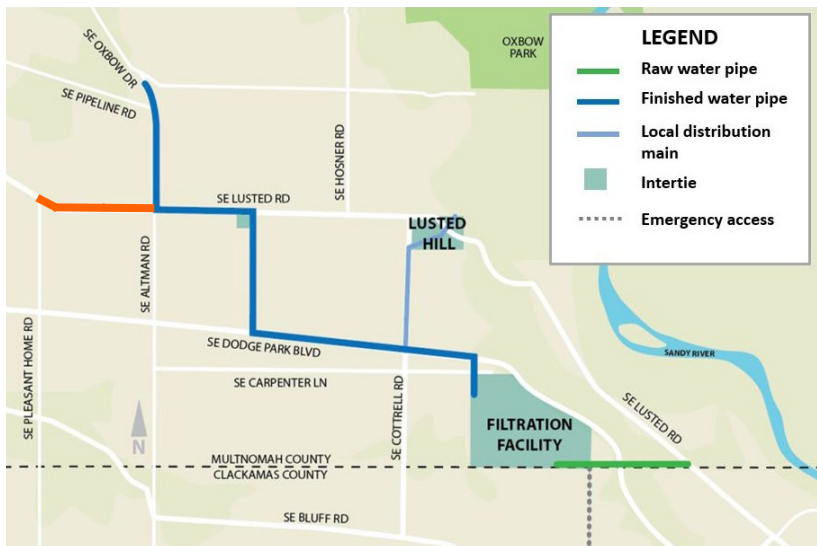 OXBOW
PARK
LEGEND
Raw water pipe
Finished water pipe
Local distribution
main
Intertie
Emergency access
SE OXBOW DR
SE PIPELINE RD
SE HOSNER RD
SE LUSTED RD
LUSTED
HILL
SE ALTMAN RD
SE PLEASANT HOME RD
SE DODGE PARK BLVD
SE CARPENTER LN
SE COTTRELL RD
SANDY RIVER
SE LUSTED RD
FILTRATION
FACILITY
N
MULTNOMAH COUNTY
CLACKAMAS COUNTY
SE BLUFF RD